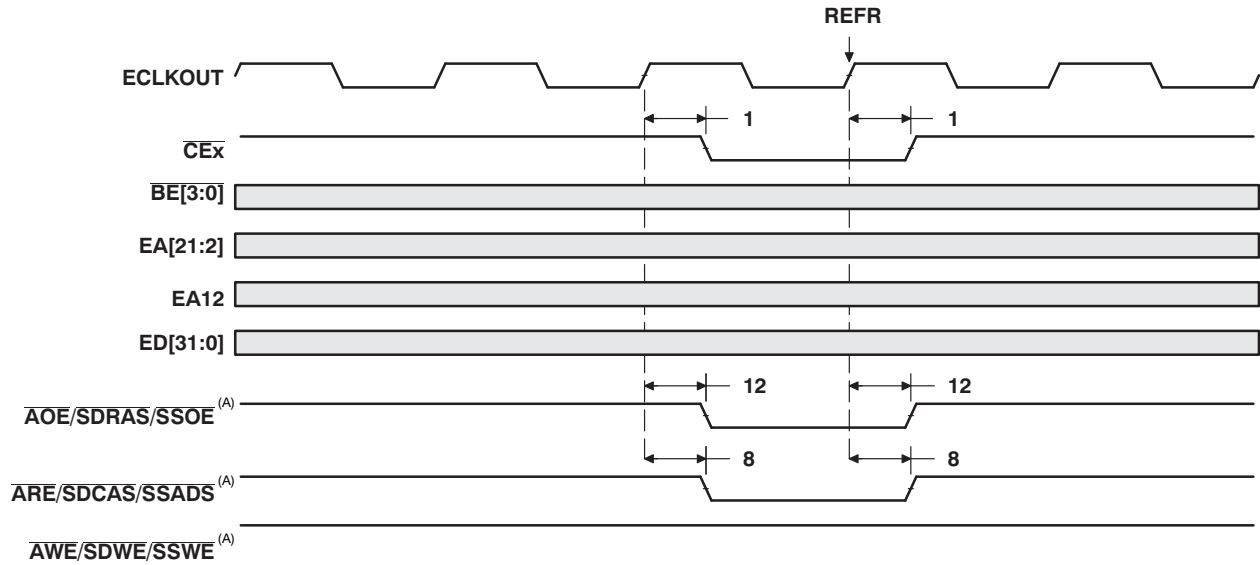 REFR
ECLKOUT
1 1
CEx
BE[3:0]
EA[21:2]
EA12
ED[31:0]
12 12
AOE/SDRAS/SSOE (A)
8 8
ARE/SDCAS/SSADS (A)
AWE/SDWE/SSWE (A)